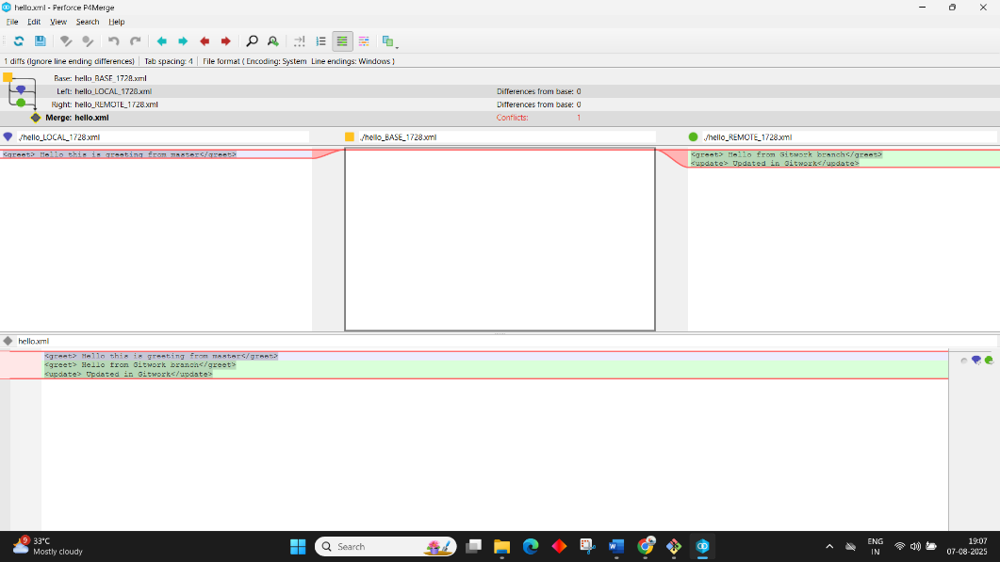 hello.xml - Perforce P4Merge
File Edit View Search Help
1 diffs (Ignore line ending differences) Tab spacing: 4 File format ( Encoding: System Line endings: Windows )
Base: hello_BASE_1728.xml
Left: hello_LOCAL_1728.xml Differences from base: 0
Right: hello_REMOTE_1728.xml Differences from base: 0
Merge: hello.xml Conflicts: 1
./hello_LOCAL_1728.xml ./hello_BASE_1728.xml ./hello_REMOTE_1728.xml
<greet> Hello this is greeting from master</greet> <greet> Hello from Gitwork branch</greet>
<update> Updated in Gitwork</update>
hello.xml
<greet> Hello this is greeting from master</greet>
<greet> Hello from Gitwork branch</greet>
<update> Updated in Gitwork</update>
9 33°C
Mostly cloudy
Search
ENG
IN
19:07
07-08-2025